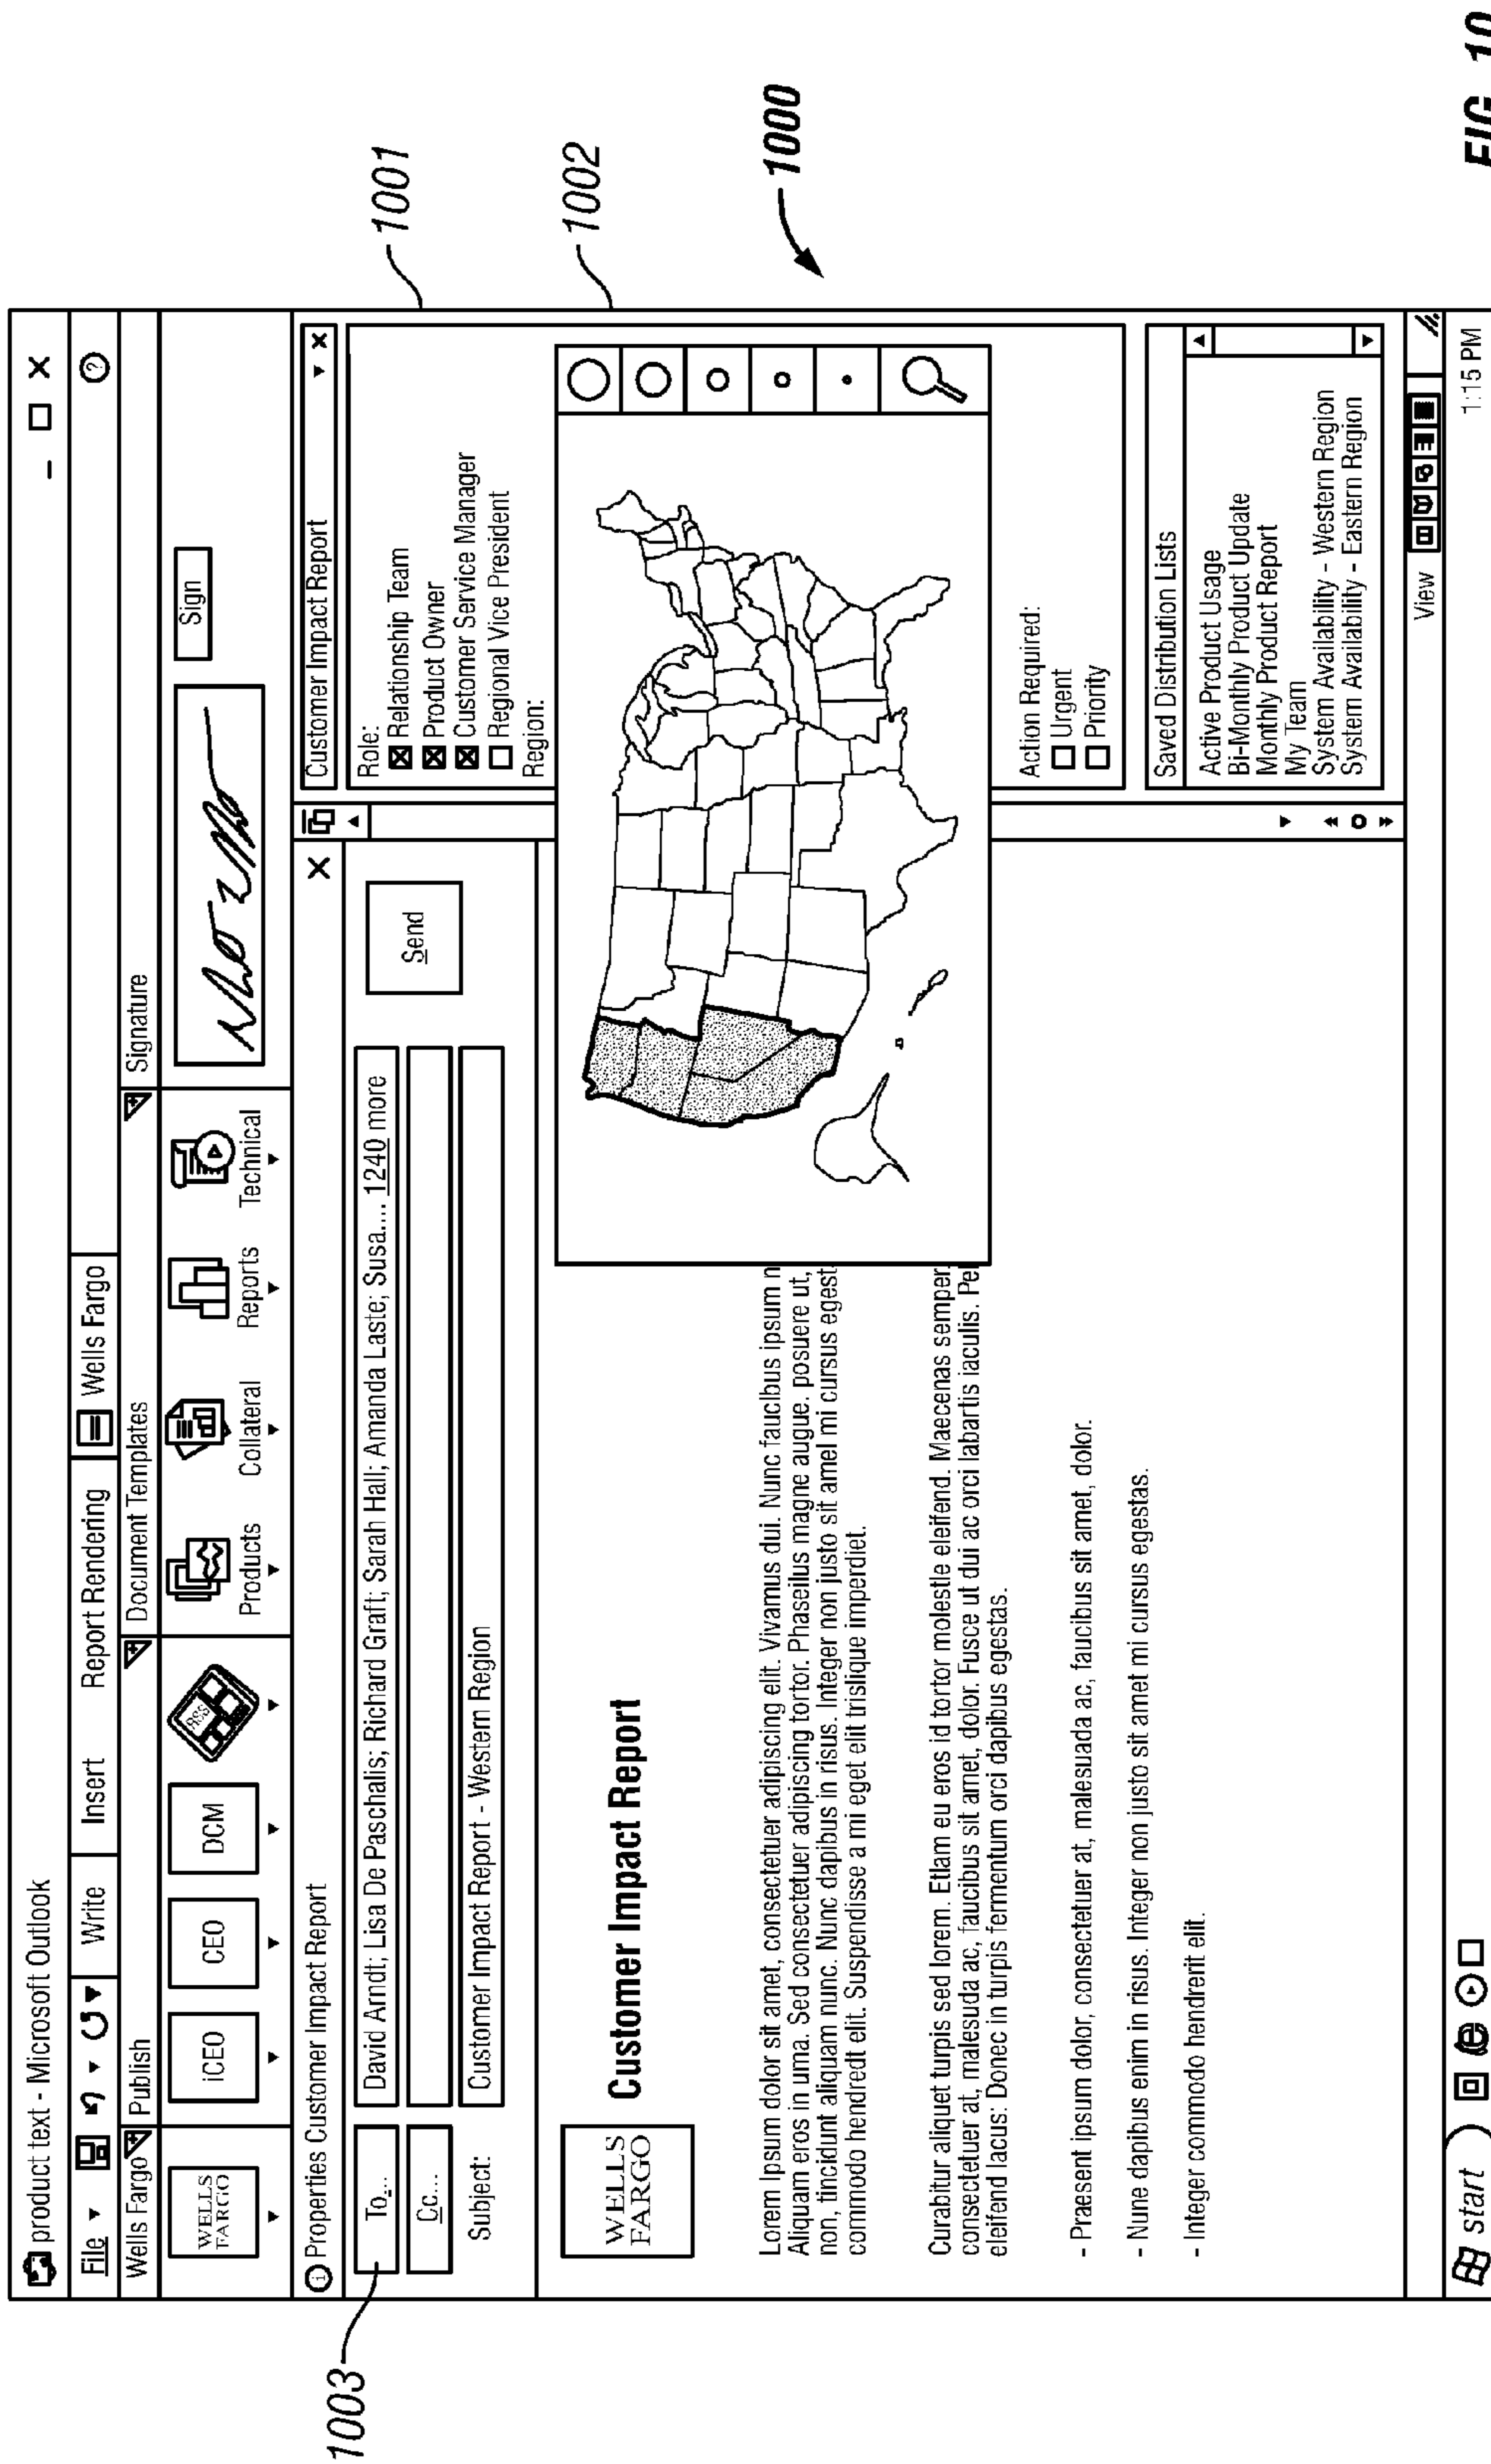 product text - Microsoft Outlook
File Write Insert Report Rendering Wells Fargo ?
Wells Fargo Publish Document Templates Signature
WELLS FARGO
iCEO CEO DCM RSS Products Collateral Reports Technical Sign
Properties Customer Impact Report
To... David Arndt; Lisa De Paschalis; Richard Graft; Sarah Hall; Amanda Laste; Susa.... 1240 more
Cc...
Subject: Customer Impact Report - Western Region
Send
WELLS FARGO
Customer Impact Report
Lorem Ipsum dolor sit amet, consectetuer adipiscing elit. Vivamus dui. Nunc faucibus ipsum n
Aliquam eros in uma. Sed consectetuer adipiscing tortor. Phaseilus magne augue. posuere ut,
non, tincidunt aliquam nunc. Nunc dapibus in risus. Integer non justo sit amel mi cursus egest
commodo hendredt elit. Suspendisse a mi eget elit trislique imperdiet.
Curabitur aliquet turpis sed lorem. Etlam eu eros id tortor molestle eleifend. Maecenas semper.
consectetuer at, malesuda ac, faucibus sit amet, dolor. Fusce ut dui ac orci labartis iaculis. Pel
eleifend lacus: Donec in turpis fermentum orci dapibus egestas.
- Praesent ipsum dolor, consectetuer at, malesuada ac, faucibus sit amet, dolor.
- Nune dapibus enim in risus. Integer non justo sit amet mi cursus egestas.
- Integer commodo hendrerit elit.
Customer Impact Report
Role:
Relationship Team
Product Owner
Customer Service Manager
Regional Vice President
Region:
Action Required:
Urgent
Priority
Saved Distribution Lists
Active Product Usage
Bi-Monthly Product Update
Monthly Product Report
My Team
System Availability - Western Region
System Availability - Eastern Region
View
start 1:15 PM
1001
1002
1000
1003
FIG. 10